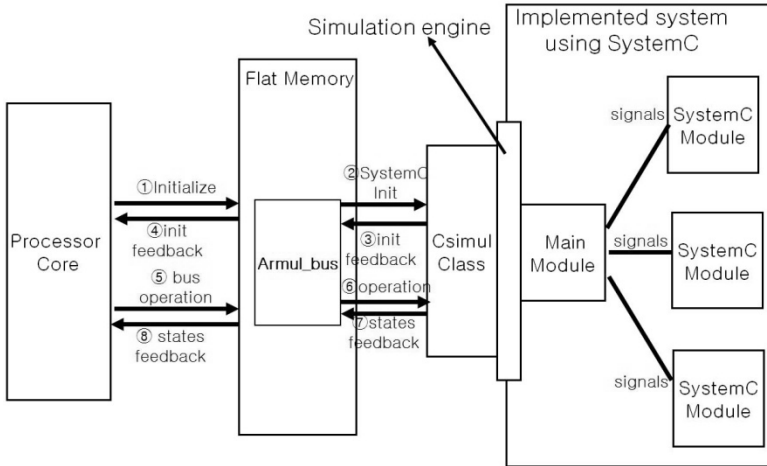 Simulation engine
Implemented system
using SystemC
Flat Memory
Processor
Core
①Initialize
④init
feedback
⑤ bus
operation
⑧ states
feedback
Armul_bus
②SystemC
Init
③init
feedback
⑥operation
⑦states
feedback
Csimul
Class
Main
Module
signals
SystemC
Module
signals
SystemC
Module
signals
SystemC
Module